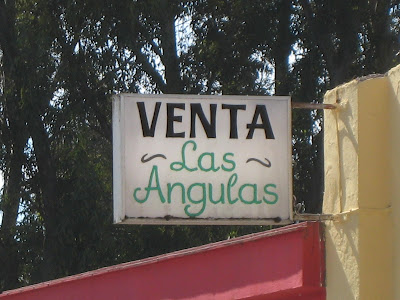 VENTA
~ Las ~
Angulas